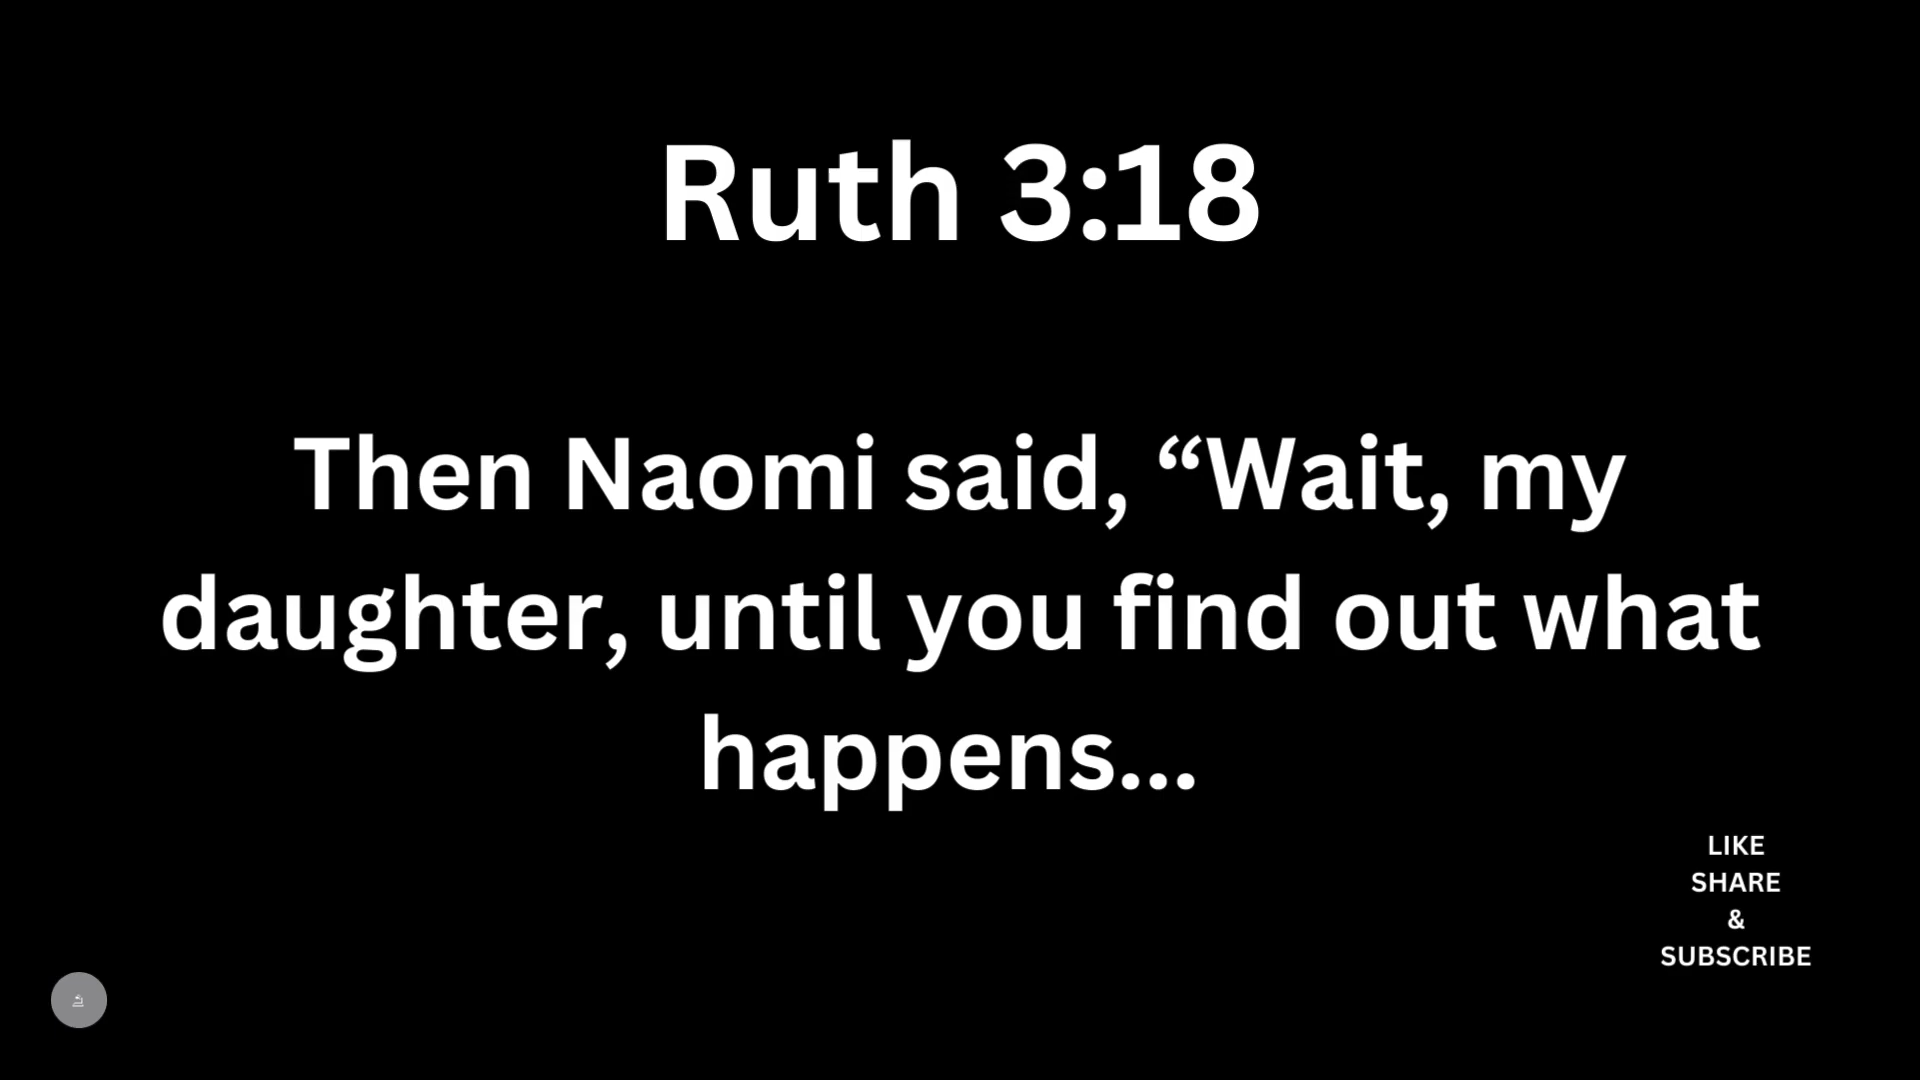 Ruth 3:18
Then Naomi said, “Wait, my
daughter, until you find out what
happens...
LIKE
SHARE
&
SUBSCRIBE